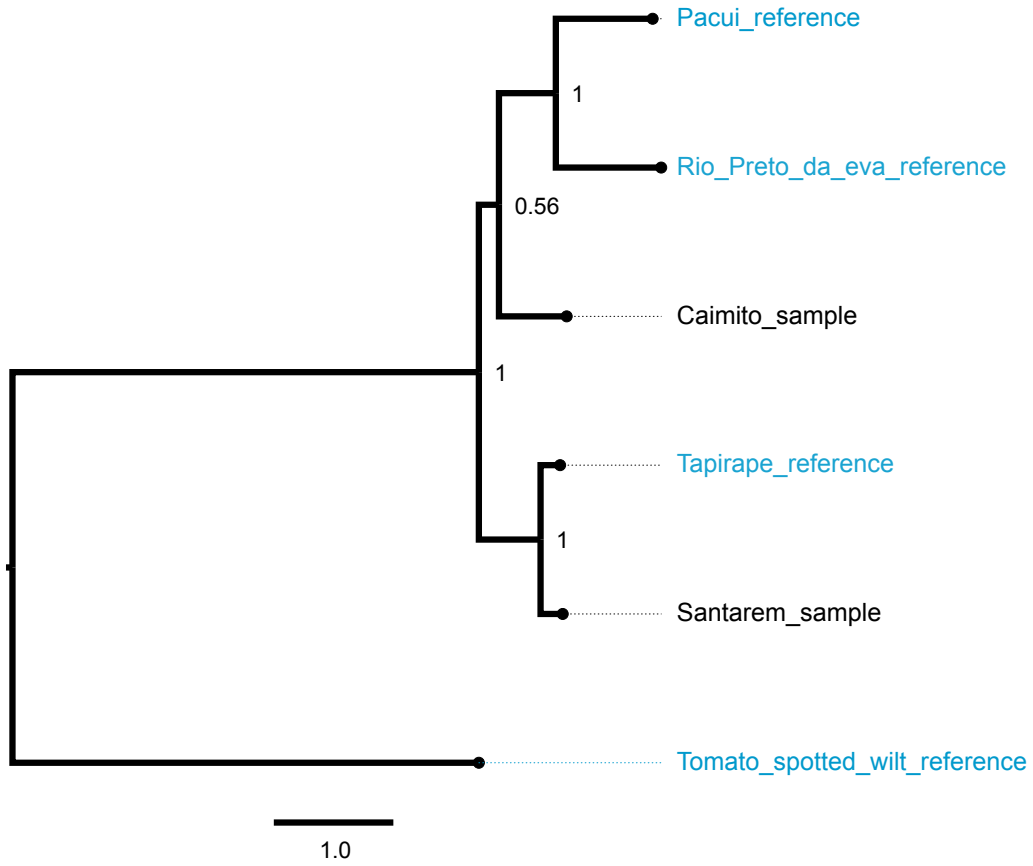 Pacui_reference
1
Rio_Preto_da_eva_reference
0.56
Caimito_sample
1
Tapirape_reference
1
Santarem_sample
Tomato_spotted_wilt_reference
1.0